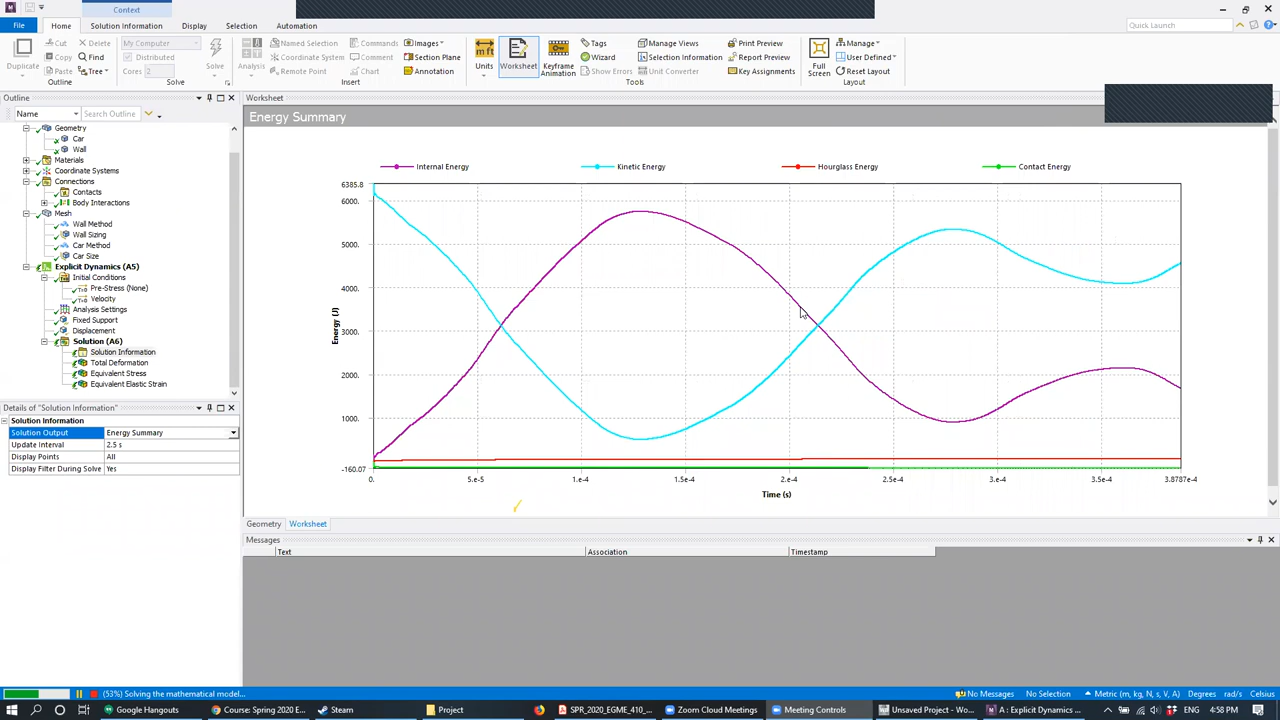 Context
File Home Solution Information Display Selection Automation Quick Launch
Duplicate Cut Copy Paste Delete Find Tree Outline
My Computer Distributed Cores 2 Solve Solve
Analysis Named Selection Coordinate System Remote Point Commands Comment Chart Images Section Plane Annotation Insert
Units Worksheet Keyframe Animation Tags Wizard Show Errors Manage Views Selection Information Unit Converter Print Preview Report Preview Key Assignments Tools
Full Screen Manage User Defined Reset Layout Layout
Outline
Name Search Outline
Geometry
Car
Wall
Materials
Coordinate Systems
Connections
Contacts
Body Interactions
Mesh
Wall Method
Wall Sizing
Car Method
Car Size
Explicit Dynamics (A5)
Initial Conditions
Pre-Stress (None)
Velocity
Analysis Settings
Fixed Support
Displacement
Solution (A6)
Solution Information
Total Deformation
Equivalent Stress
Equivalent Elastic Strain
Details of "Solution Information"
Solution Information
Solution Output Energy Summary
Update Interval 2.5 s
Display Points All
Display Filter During Solve Yes
Worksheet
Energy Summary
Internal Energy Kinetic Energy Hourglass Energy Contact Energy
6385.8
6000.
5000.
4000.
3000.
2000.
1000.
-160.07
Energy (J)
0. 5.e-5 1.e-4 1.5e-4 2.e-4 2.5e-4 3.e-4 3.5e-4 3.8787e-4
Time (s)
Geometry Worksheet
Messages
Text Association Timestamp
(53%) Solving the mathematical model... No Messages No Selection Metric (m, kg, N, s, V, A) Degrees rad/s Celsius
Google Hangouts Course: Spring 2020 E... Steam Project SPR_2020_EGME_410_... Zoom Cloud Meetings Meeting Controls Unsaved Project - Wo... A : Explicit Dynamics ... ENG 4:58 PM